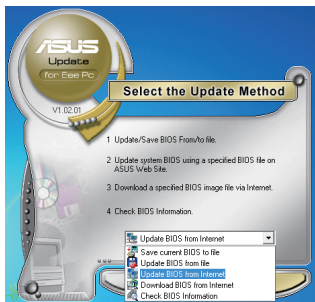 ASUS
Update
for Eee Pc
V1.02.01
Select the Update Method
1 Update/Save BIOS From/to file.
2 Update system BIOS using a specified BIOS file on
ASUS Web Site.
3 Download a specified BIOS image file via Internet.
4 Check BIOS Information.
Update BIOS from Internet
Save current BIOS to file
Update BIOS from file
Update BIOS from Internet
Download BIOS from Internet
Check BIOS Information